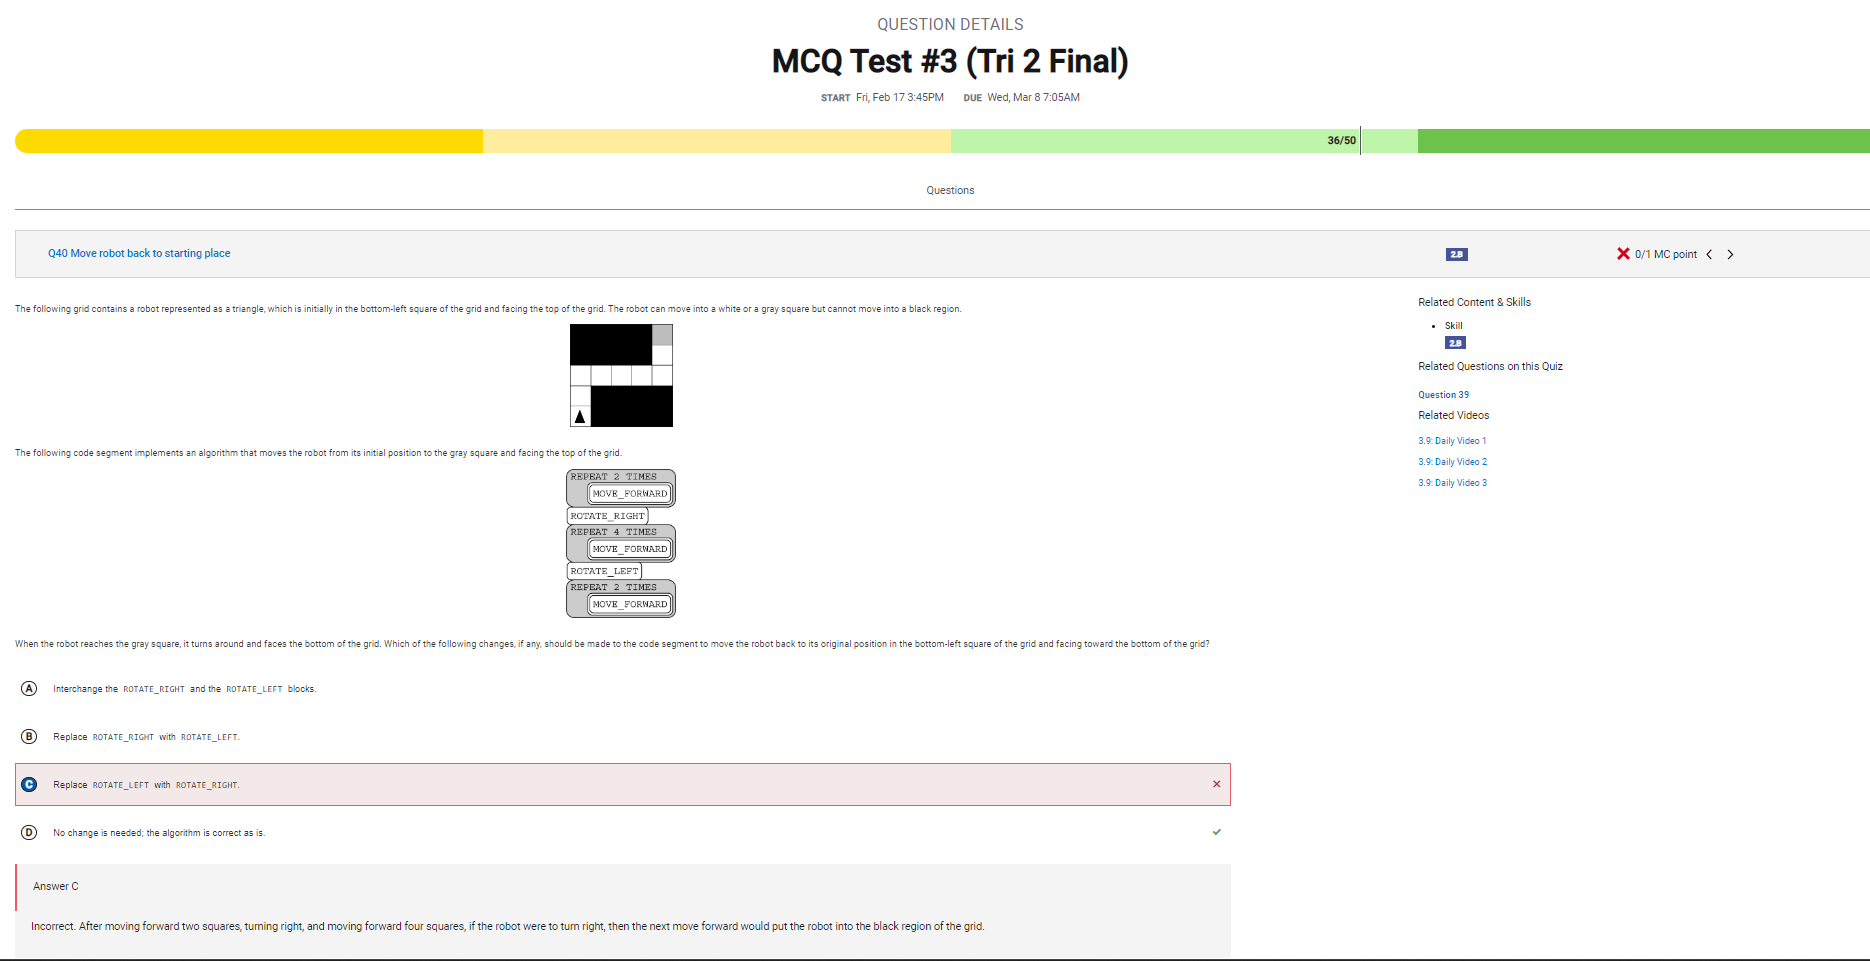 QUESTION DETAILS
MCQ Test #3 (Tri 2 Final)
START Fri, Feb 17 3:45PM DUE Wed, Mar 8 7:05AM
36/50
Questions
Q40 Move robot back to starting place
2.B
0/1 MC point
The following grid contains a robot represented as a triangle, which is initially in the bottom-left square of the grid and facing the top of the grid. The robot can move into a white or a gray square but cannot move into a black region.
The following code segment implements an algorithm that moves the robot from its initial position to the gray square and facing the top of the grid.
REPEAT 2 TIMES
MOVE_FORWARD
ROTATE_RIGHT
REPEAT 4 TIMES
MOVE_FORWARD
ROTATE_LEFT
REPEAT 2 TIMES
MOVE_FORWARD
When the robot reaches the gray square, it turns around and faces the bottom of the grid. Which of the following changes, if any, should be made to the code segment to move the robot back to its original position in the bottom-left square of the grid and facing toward the bottom of the grid?
A Interchange the ROTATE_RIGHT and the ROTATE_LEFT blocks.
B Replace ROTATE_RIGHT with ROTATE_LEFT.
C Replace ROTATE_LEFT with ROTATE_RIGHT.
D No change is needed; the algorithm is correct as is.
Answer C
Incorrect. After moving forward two squares, turning right, and moving forward four squares, if the robot were to turn right, then the next move forward would put the robot into the black region of the grid.
Related Content & Skills
Skill
2.B
Related Questions on this Quiz
Question 39
Related Videos
3.9: Daily Video 1
3.9: Daily Video 2
3.9: Daily Video 3